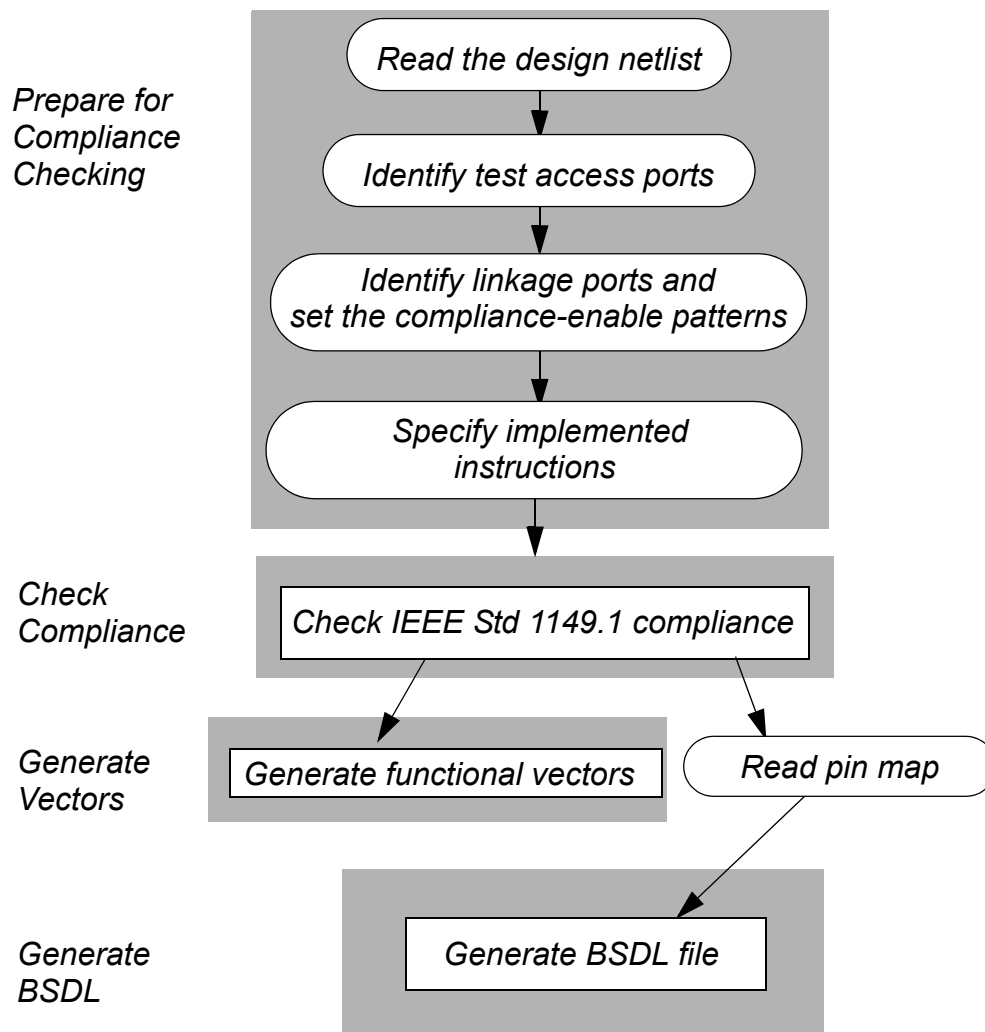 Prepare for
Compliance
Checking
Read the design netlist
Identify test access ports
Identify linkage ports and
set the compliance-enable patterns
Specify implemented
instructions
Check
Compliance
Check IEEE Std 1149.1 compliance
Generate
Vectors
Generate functional vectors
Read pin map
Generate
BSDL
Generate BSDL file